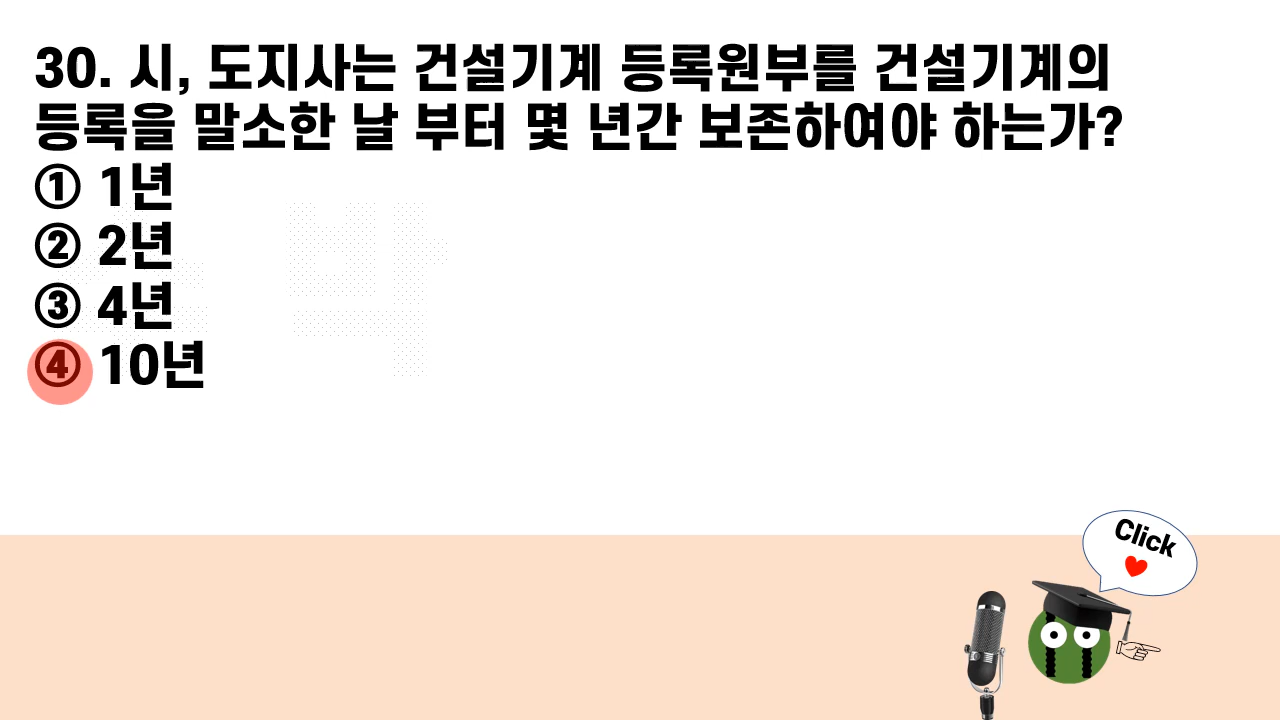 30. 시, 도지사는 건설기계 등록원부를 건설기계의
등록을 말소한 날 부터 몇 년간 보존하여야 하는가?
① 1년
② 2년
③ 4년
④ 10년
Click